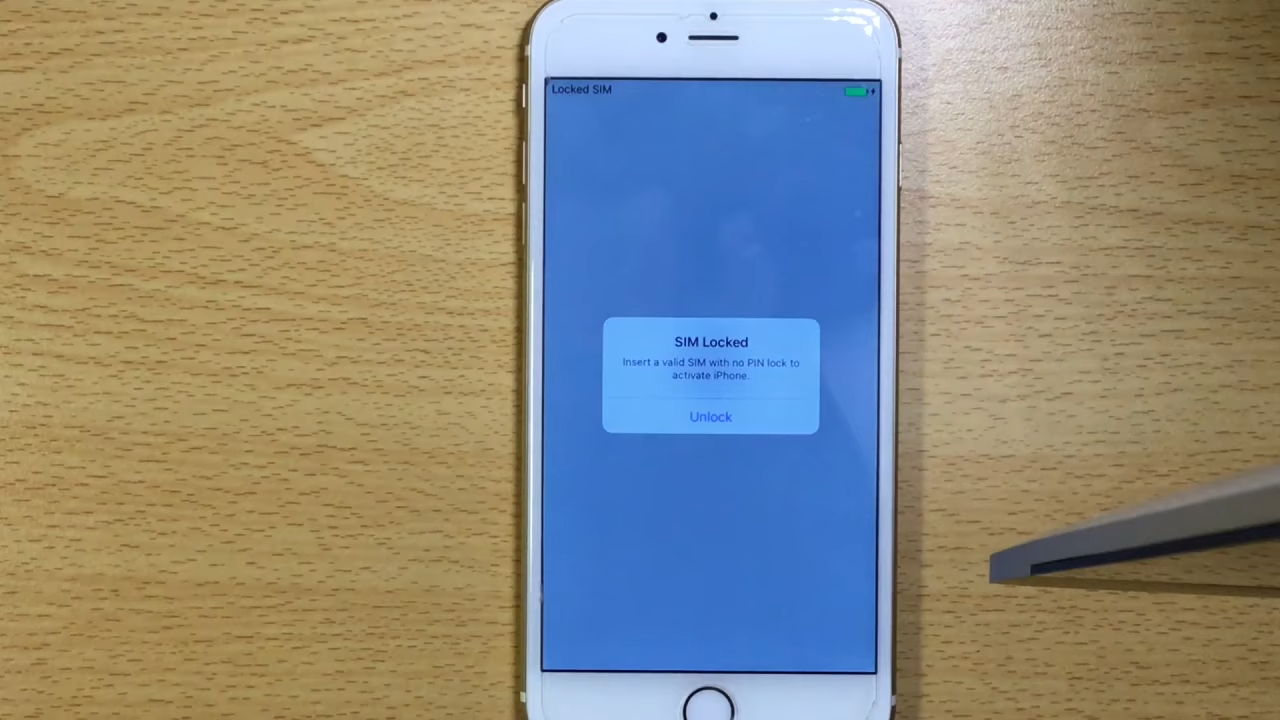 Locked SIM
SIM Locked
Insert a valid SIM with no PIN lock to
activate iPhone.
Unlock